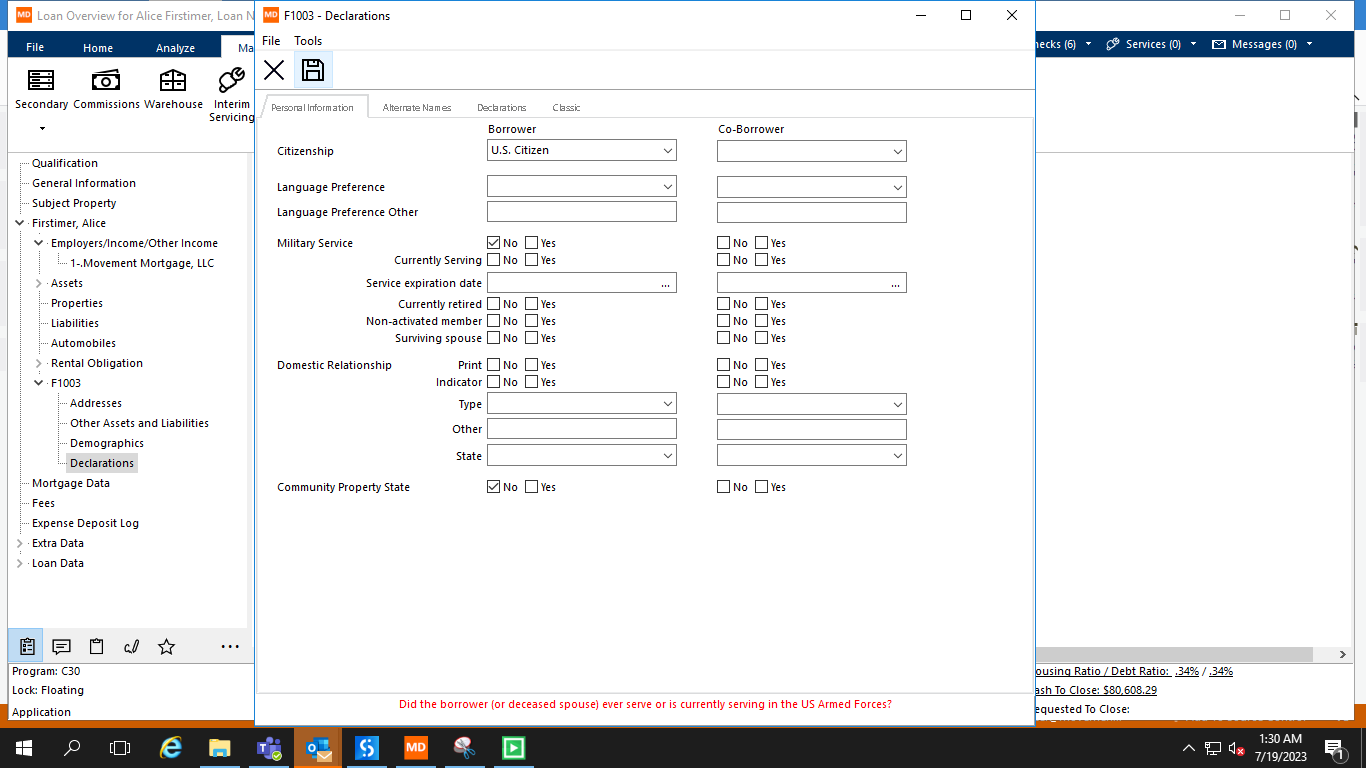 MD Loan Overview for Alice Firstimer, Loan N
MD F1003 - Declarations
File Home Analyze Ma
File Tools
hecks (6) Services (0) Messages (0)
Secondary Commissions Warehouse Interim Servicing
Personal Information Alternate Names Declarations Classic
Borrower Co-Borrower
Citizenship U.S. Citizen
Language Preference
Language Preference Other
Military Service No Yes No Yes
Currently Serving No Yes No Yes
Service expiration date ... ...
Currently retired No Yes No Yes
Non-activated member No Yes No Yes
Surviving spouse No Yes No Yes
Domestic Relationship Print No Yes No Yes
Indicator No Yes No Yes
Type
Other
State
Community Property State No Yes No Yes
Qualification
General Information
Subject Property
Firstimer, Alice
Employers/Income/Other Income
1-.Movement Mortgage, LLC
Assets
Properties
Liabilities
Automobiles
Rental Obligation
F1003
Addresses
Other Assets and Liabilities
Demographics
Declarations
Mortgage Data
Fees
Expense Deposit Log
Extra Data
Loan Data
Program: C30
Lock: Floating
Application
Did the borrower (or deceased spouse) ever serve or is currently serving in the US Armed Forces?
ousing Ratio / Debt Ratio: .34% / .34%
ash To Close: $80,608.29
equested To Close:
MD
1:30 AM
7/19/2023
1